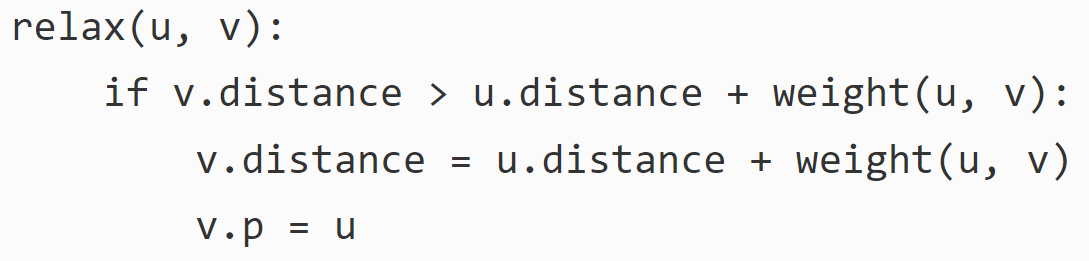 relax(u, v):
    if v.distance > u.distance + weight(u, v):
        v.distance = u.distance + weight(u, v)
        v.p = u